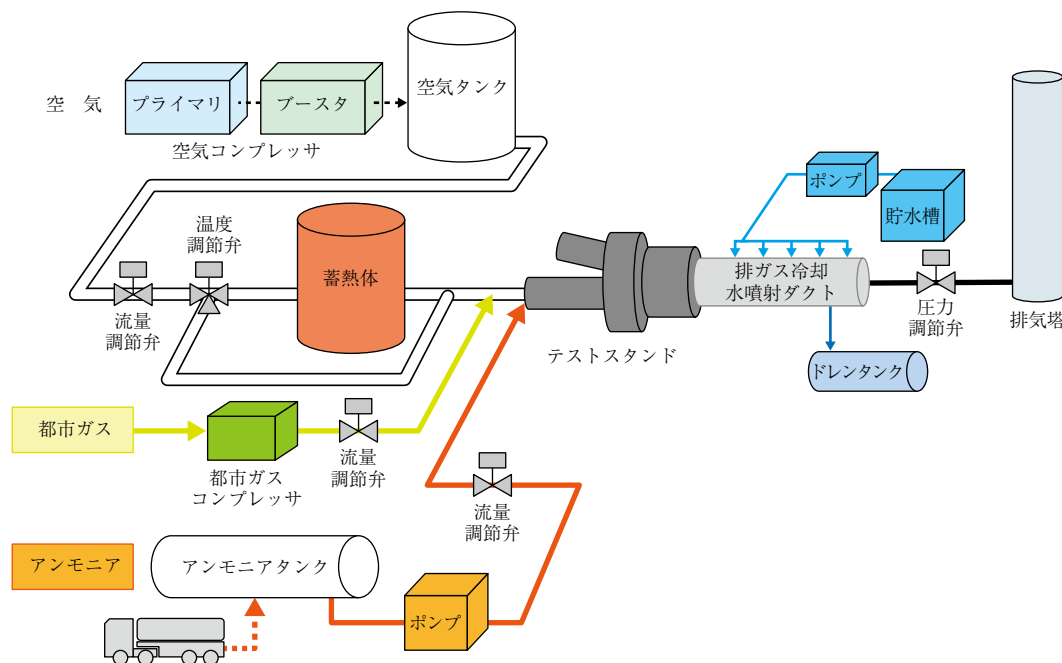 空気タンク
空　気
プライマリ
ブースタ
空気コンプレッサ
ポンプ
貯水槽
温度
調節弁
蓄熱体
排ガス冷却
水噴射ダクト
流量
調節弁
圧力
調節弁
排気塔
テストスタンド
ドレンタンク
都市ガス
都市ガス
コンプレッサ
流量
調節弁
流量
調節弁
アンモニア
アンモニアタンク
ポンプ